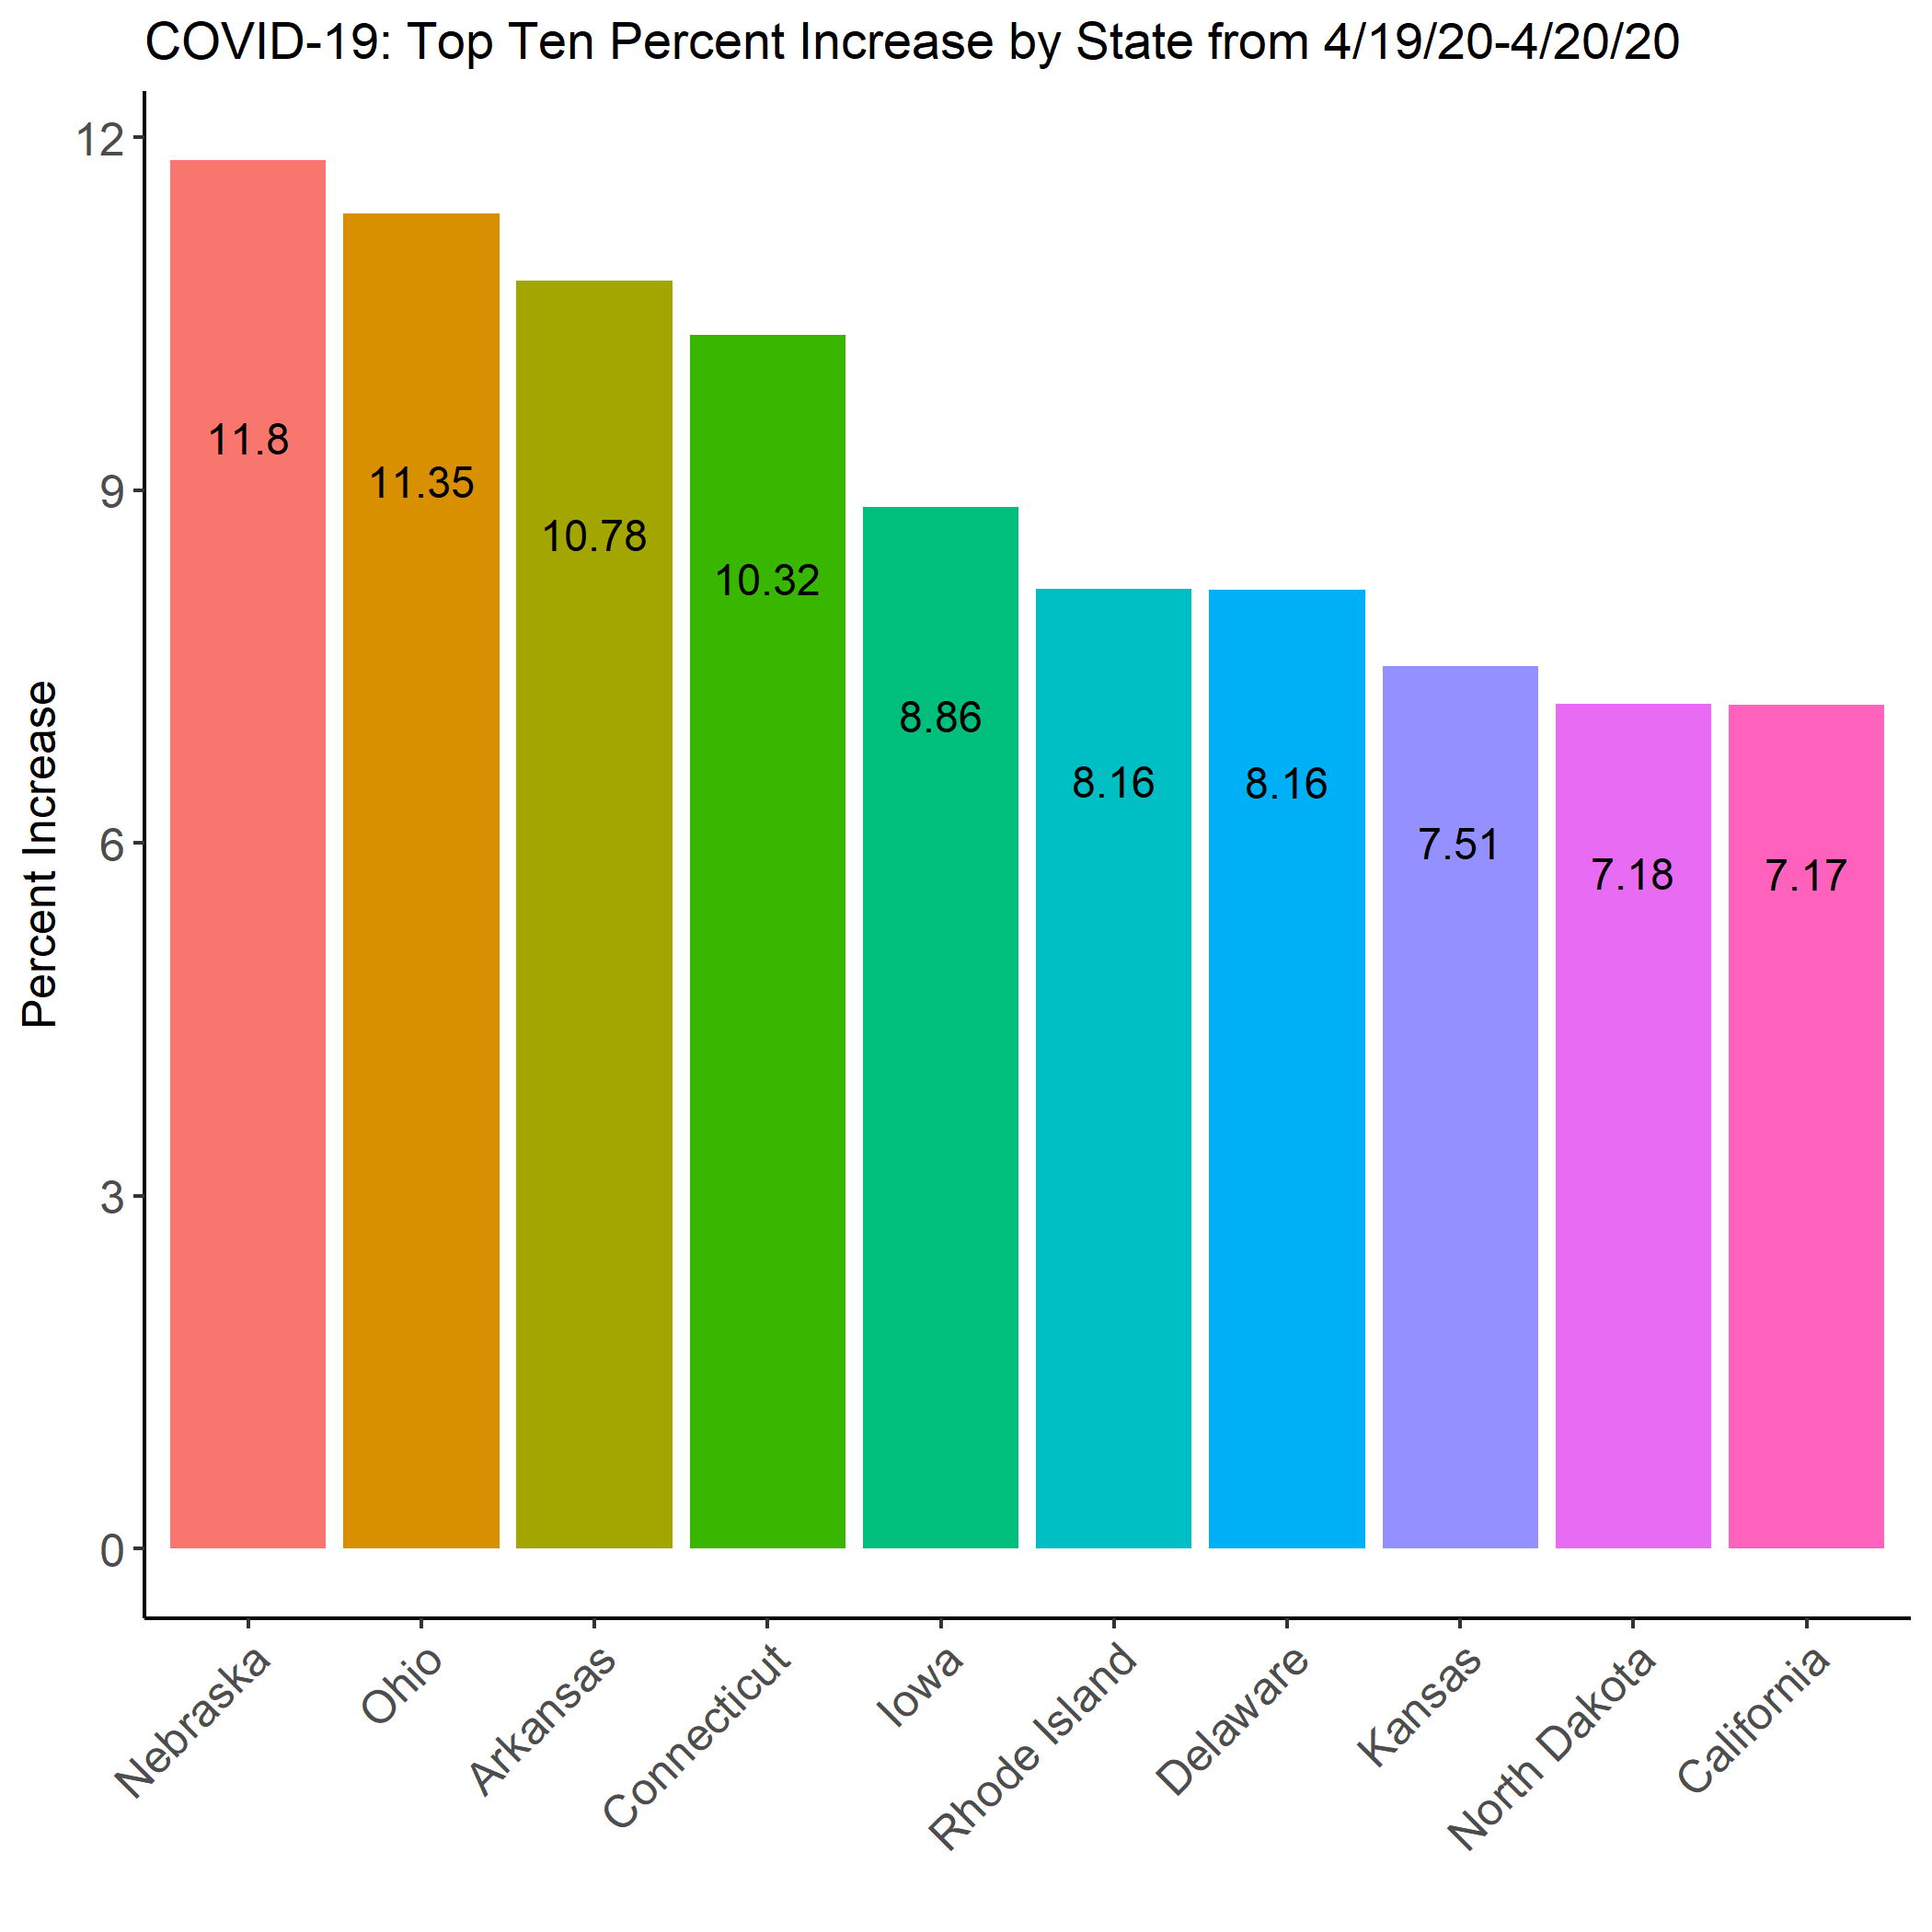 COVID-19: Top Ten Percent Increase by State from 4/19/20-4/20/20
Percent Increase
12
9
6
3
0
11.8
11.35
10.78
10.32
8.86
8.16
8.16
7.51
7.18
7.17
Nebraska
Ohio
Arkansas
Connecticut
Iowa
Rhode Island
Delaware
Kansas
North Dakota
California